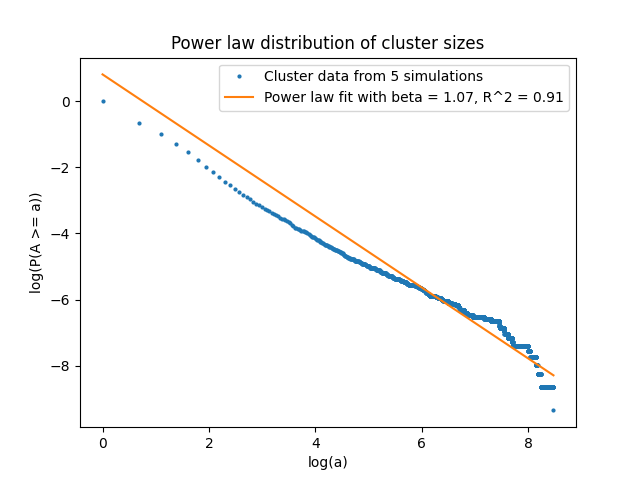 Power law distribution of cluster sizes
Cluster data from 5 simulations
Power law fit with beta = 1.07, R^2 = 0.91
log(P(A >= a))
0
−2
−4
−6
−8
0 2 4 6 8
log(a)